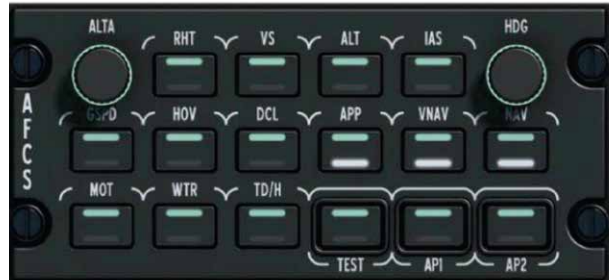 ALTA RHT VS ALT IAS HDG
AFCS
GSPD HOV DCL APP VNAV NAV
MOT WTR TD/H
TEST AP1 AP2